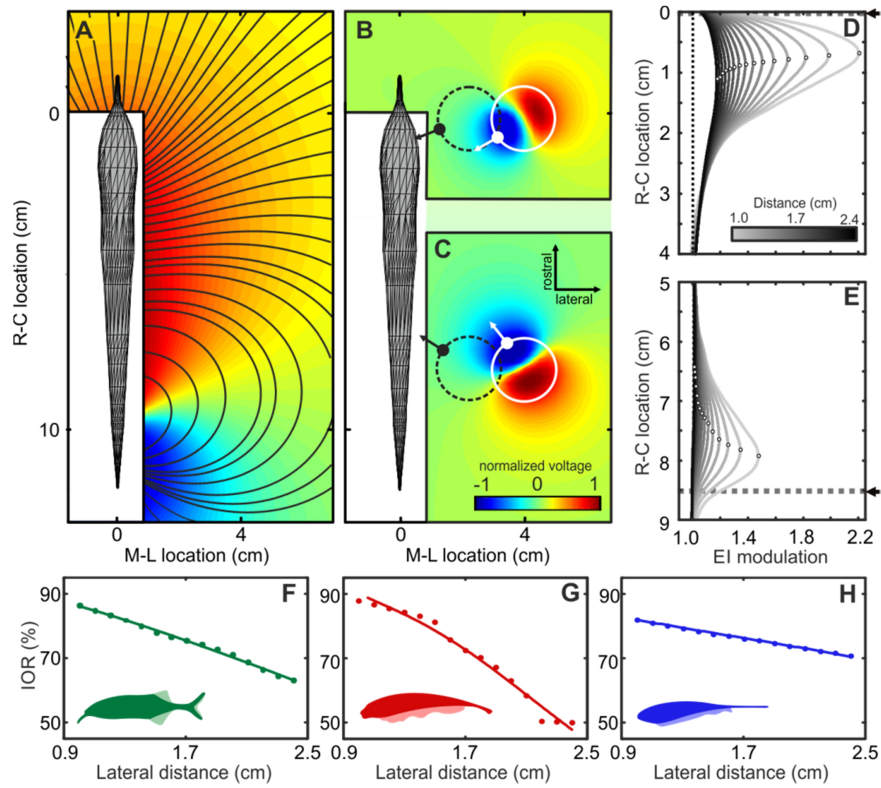 A
B
C
D
E
R-C location (cm)
0
10
0
4
M-L location (cm)
0
4
M-L location (cm)
rostral
lateral
normalized voltage
-1 0 1
R-C location (cm)
0
1
2
3
4
Distance (cm)
1.0 1.7 2.4
R-C location (cm)
5
6
7
8
9
1.0 1.4 1.8 2.2
EI modulation
F
G
H
IOR (%)
90
70
50
0.9 1.7 2.5
Lateral distance (cm)
90
70
50
0.9 1.7 2.5
Lateral distance (cm)
90
70
50
0.9 1.7 2.5
Lateral distance (cm)